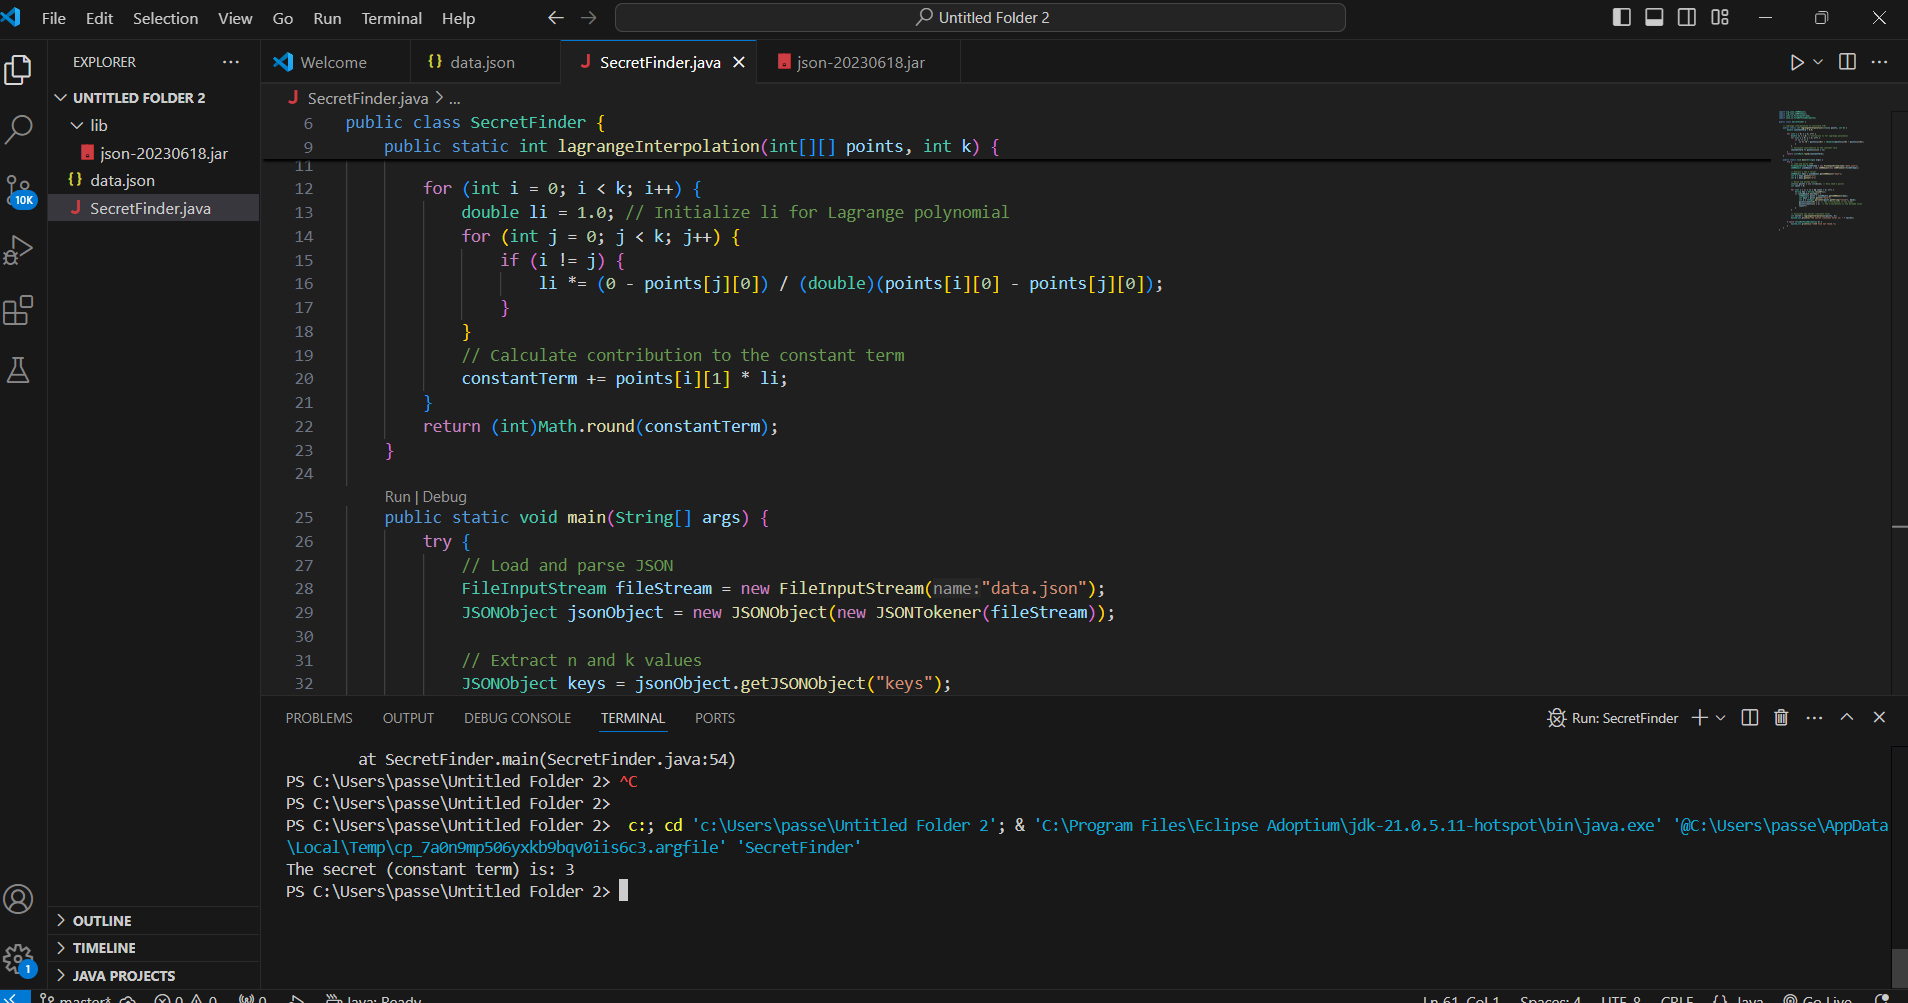 File Edit Selection View Go Run Terminal Help
Untitled Folder 2
EXPLORER
UNTITLED FOLDER 2
lib
json-20230618.jar
data.json
SecretFinder.java
10K
OUTLINE
TIMELINE
JAVA PROJECTS
1
Welcome
{} data.json
J SecretFinder.java
json-20230618.jar
J SecretFinder.java > ...
6 public class SecretFinder {
9 public static int lagrangeInterpolation(int[][] points, int k) {
11
12 for (int i = 0; i < k; i++) {
13 double li = 1.0; // Initialize li for Lagrange polynomial
14 for (int j = 0; j < k; j++) {
15 if (i != j) {
16 li *= (0 - points[j][0]) / (double)(points[i][0] - points[j][0]);
17 }
18 }
19 // Calculate contribution to the constant term
20 constantTerm += points[i][1] * li;
21 }
22 return (int)Math.round(constantTerm);
23 }
24
Run | Debug
25 public static void main(String[] args) {
26 try {
27 // Load and parse JSON
28 FileInputStream fileStream = new FileInputStream(name:"data.json");
29 JSONObject jsonObject = new JSONObject(new JSONTokener(fileStream));
30
31 // Extract n and k values
32 JSONObject keys = jsonObject.getJSONObject("keys");
PROBLEMS OUTPUT DEBUG CONSOLE TERMINAL PORTS
Run: SecretFinder
at SecretFinder.main(SecretFinder.java:54)
PS C:\Users\passe\Untitled Folder 2> ^C
PS C:\Users\passe\Untitled Folder 2>
PS C:\Users\passe\Untitled Folder 2> c:; cd 'c:\Users\passe\Untitled Folder 2'; & 'C:\Program Files\Eclipse Adoptium\jdk-21.0.5.11-hotspot\bin\java.exe' '@C:\Users\passe\AppData
\Local\Temp\cp_7a0n9mp506yxkb9bqv0iis6c3.argfile' 'SecretFinder'
The secret (constant term) is: 3
PS C:\Users\passe\Untitled Folder 2>
master* 0 0 0 Java: Ready Ln 61, Col 1 Spaces: 4 UTF-8 CRLF {} Java Go Live